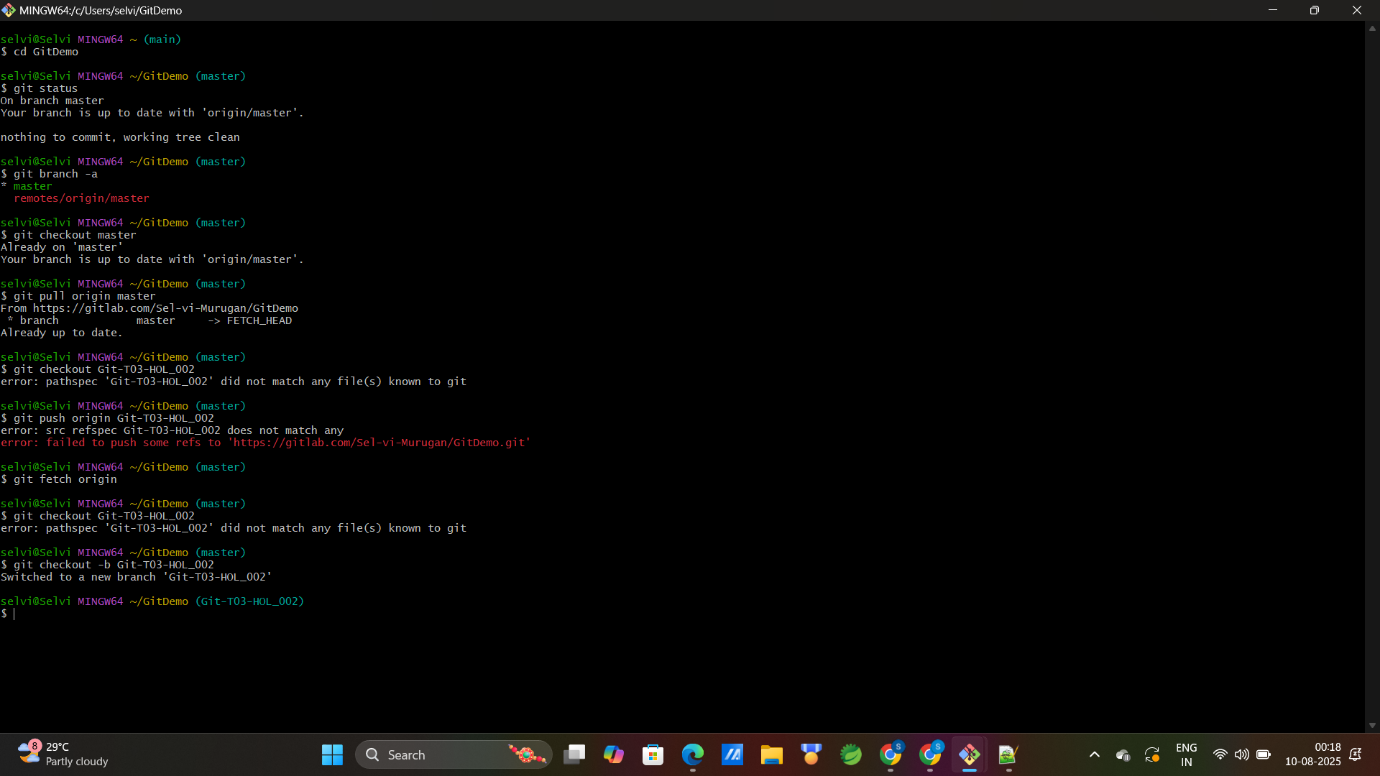 MINGW64:/c/Users/selvi/GitDemo
selvi@Selvi MINGW64 ~ (main)
$ cd GitDemo
selvi@Selvi MINGW64 ~/GitDemo (master)
$ git status
On branch master
Your branch is up to date with 'origin/master'.
nothing to commit, working tree clean
selvi@Selvi MINGW64 ~/GitDemo (master)
$ git branch -a
* master
remotes/origin/master
selvi@Selvi MINGW64 ~/GitDemo (master)
$ git checkout master
Already on 'master'
Your branch is up to date with 'origin/master'.
selvi@Selvi MINGW64 ~/GitDemo (master)
$ git pull origin master
From https://gitlab.com/Sel-vi-Murugan/GitDemo
* branch            master     -> FETCH_HEAD
Already up to date.
selvi@Selvi MINGW64 ~/GitDemo (master)
$ git checkout Git-T03-HOL_002
error: pathspec 'Git-T03-HOL_002' did not match any file(s) known to git
selvi@Selvi MINGW64 ~/GitDemo (master)
$ git push origin Git-T03-HOL_002
error: src refspec Git-T03-HOL_002 does not match any
error: failed to push some refs to 'https://gitlab.com/Sel-vi-Murugan/GitDemo.git'
selvi@Selvi MINGW64 ~/GitDemo (master)
$ git fetch origin
selvi@Selvi MINGW64 ~/GitDemo (master)
$ git checkout Git-T03-HOL_002
error: pathspec 'Git-T03-HOL_002' did not match any file(s) known to git
selvi@Selvi MINGW64 ~/GitDemo (master)
$ git checkout -b Git-T03-HOL_002
Switched to a new branch 'Git-T03-HOL_002'
selvi@Selvi MINGW64 ~/GitDemo (Git-T03-HOL_002)
$
8
29°C
Partly cloudy
Search
S
S
ENG
IN
00:18
10-08-2025